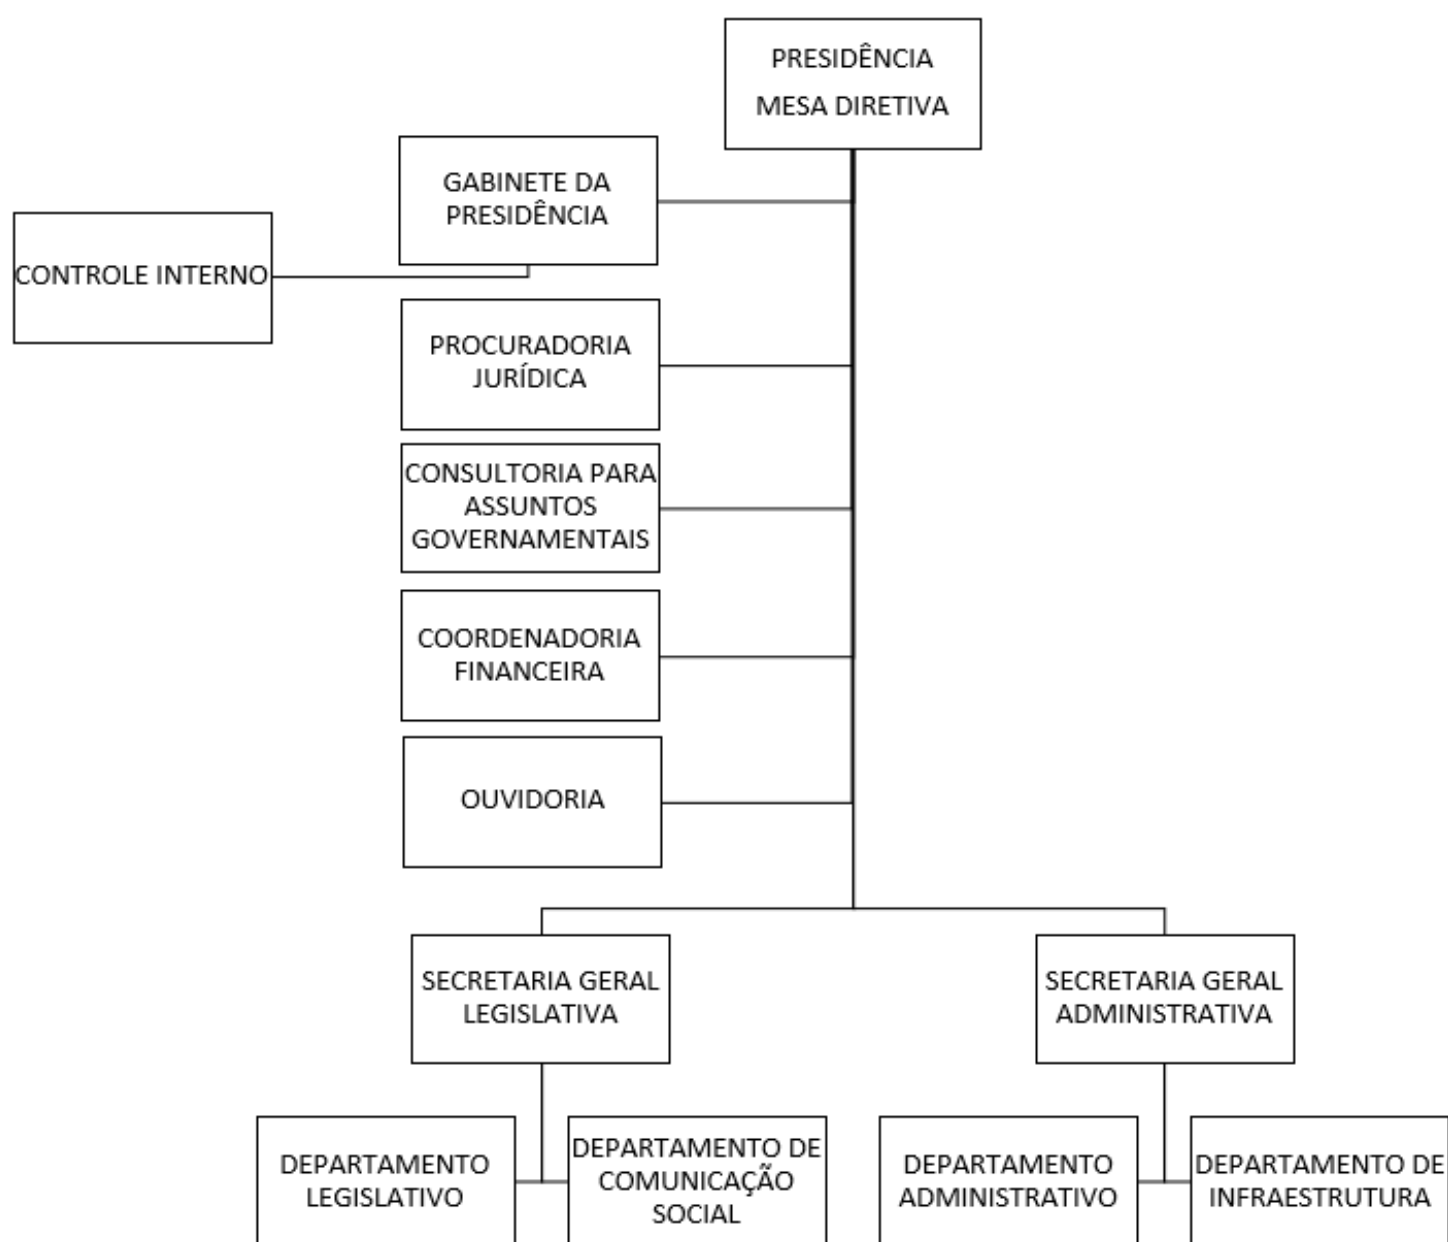 PRESIDÊNCIA
MESA DIRETIVA
GABINETE DA
PRESIDÊNCIA
CONTROLE INTERNO
PROCURADORIA
JURÍDICA
CONSULTORIA PARA
ASSUNTOS
GOVERNAMENTAIS
COORDENADORIA
FINANCEIRA
OUVIDORIA
SECRETARIA GERAL
LEGISLATIVA
SECRETARIA GERAL
ADMINISTRATIVA
DEPARTAMENTO
LEGISLATIVO
DEPARTAMENTO DE
COMUNICAÇÃO
SOCIAL
DEPARTAMENTO
ADMINISTRATIVO
DEPARTAMENTO DE
INFRAESTRUTURA